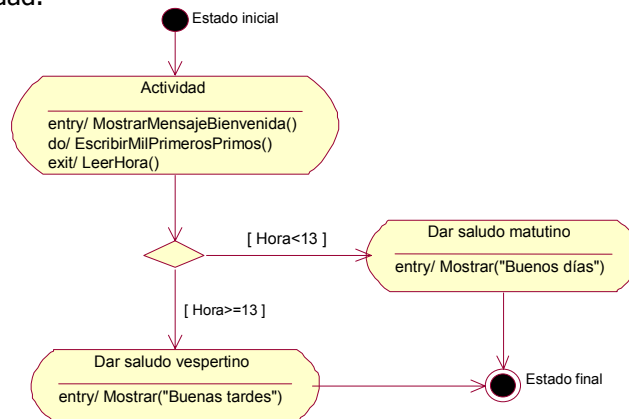 dad.
Estado inicial
Actividad
entry/ MostrarMensajeBienvenida()
do/ EscribirMilPrimerosPrimos()
exit/ LeerHora()
[ Hora<13 ]
Dar saludo matutino
entry/ Mostrar("Buenos días")
[ Hora>=13 ]
Dar saludo vespertino
entry/ Mostrar("Buenas tardes")
Estado final